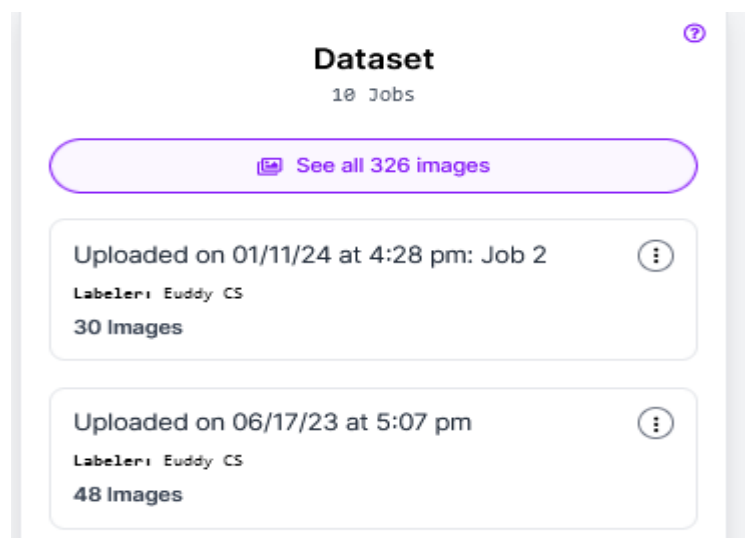 Dataset
10 Jobs
See all 326 images
Uploaded on 01/11/24 at 4:28 pm: Job 2
Labeler: Euddy CS
30 Images
Uploaded on 06/17/23 at 5:07 pm
Labeler: Euddy CS
48 Images